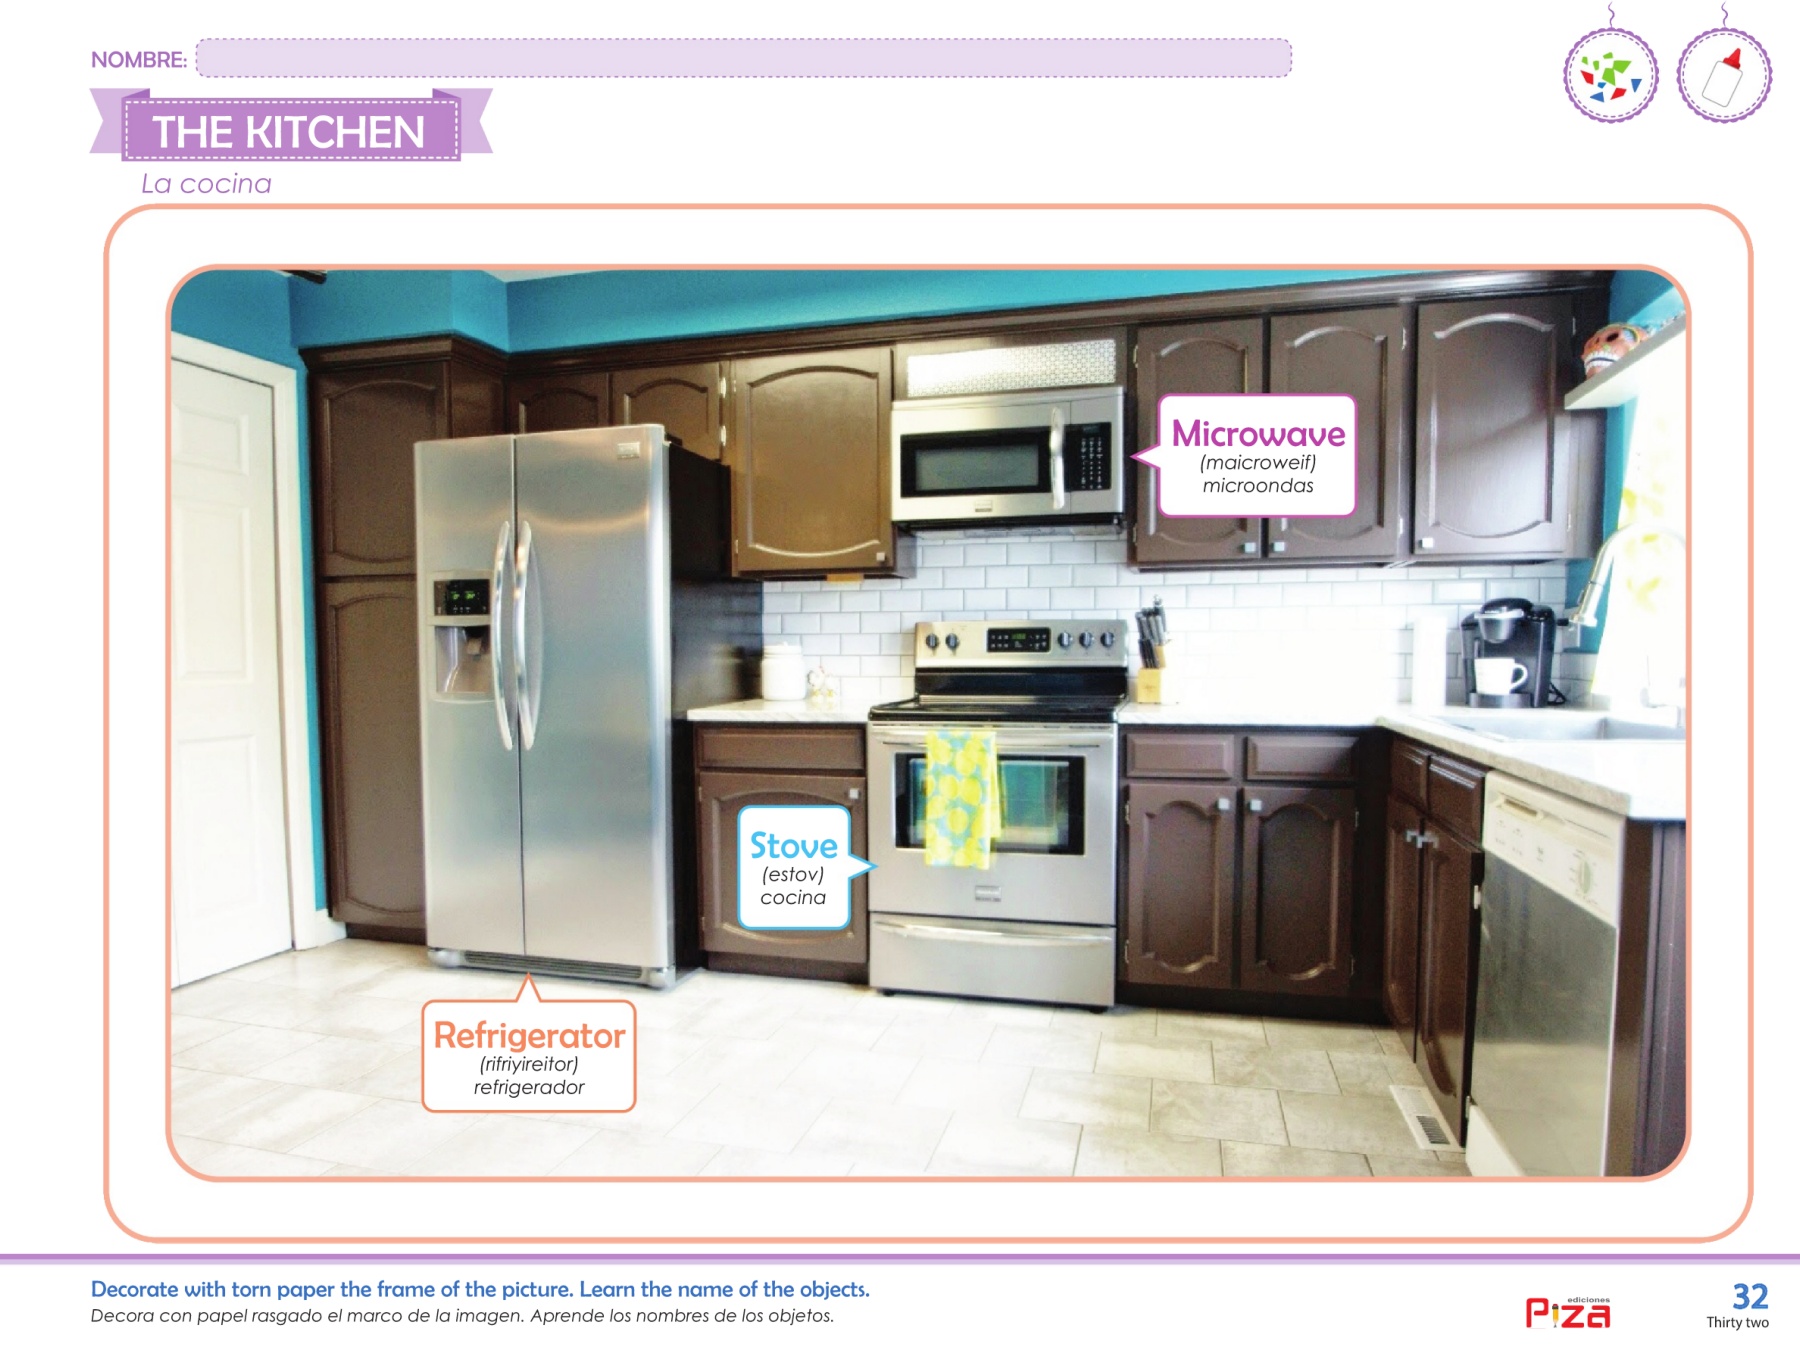 NOMBRE:
THE KITCHEN
La cocina
Microwave
(maicroweif)
microondas
Stove
(estov)
cocina
Refrigerator
(rifriyireitor)
refrigerador
Decorate with torn paper the frame of the picture. Learn the name of the objects.
Decora con papel rasgado el marco de la imagen. Aprende los nombres de los objetos.
ediciones
Piza
32
Thirty two